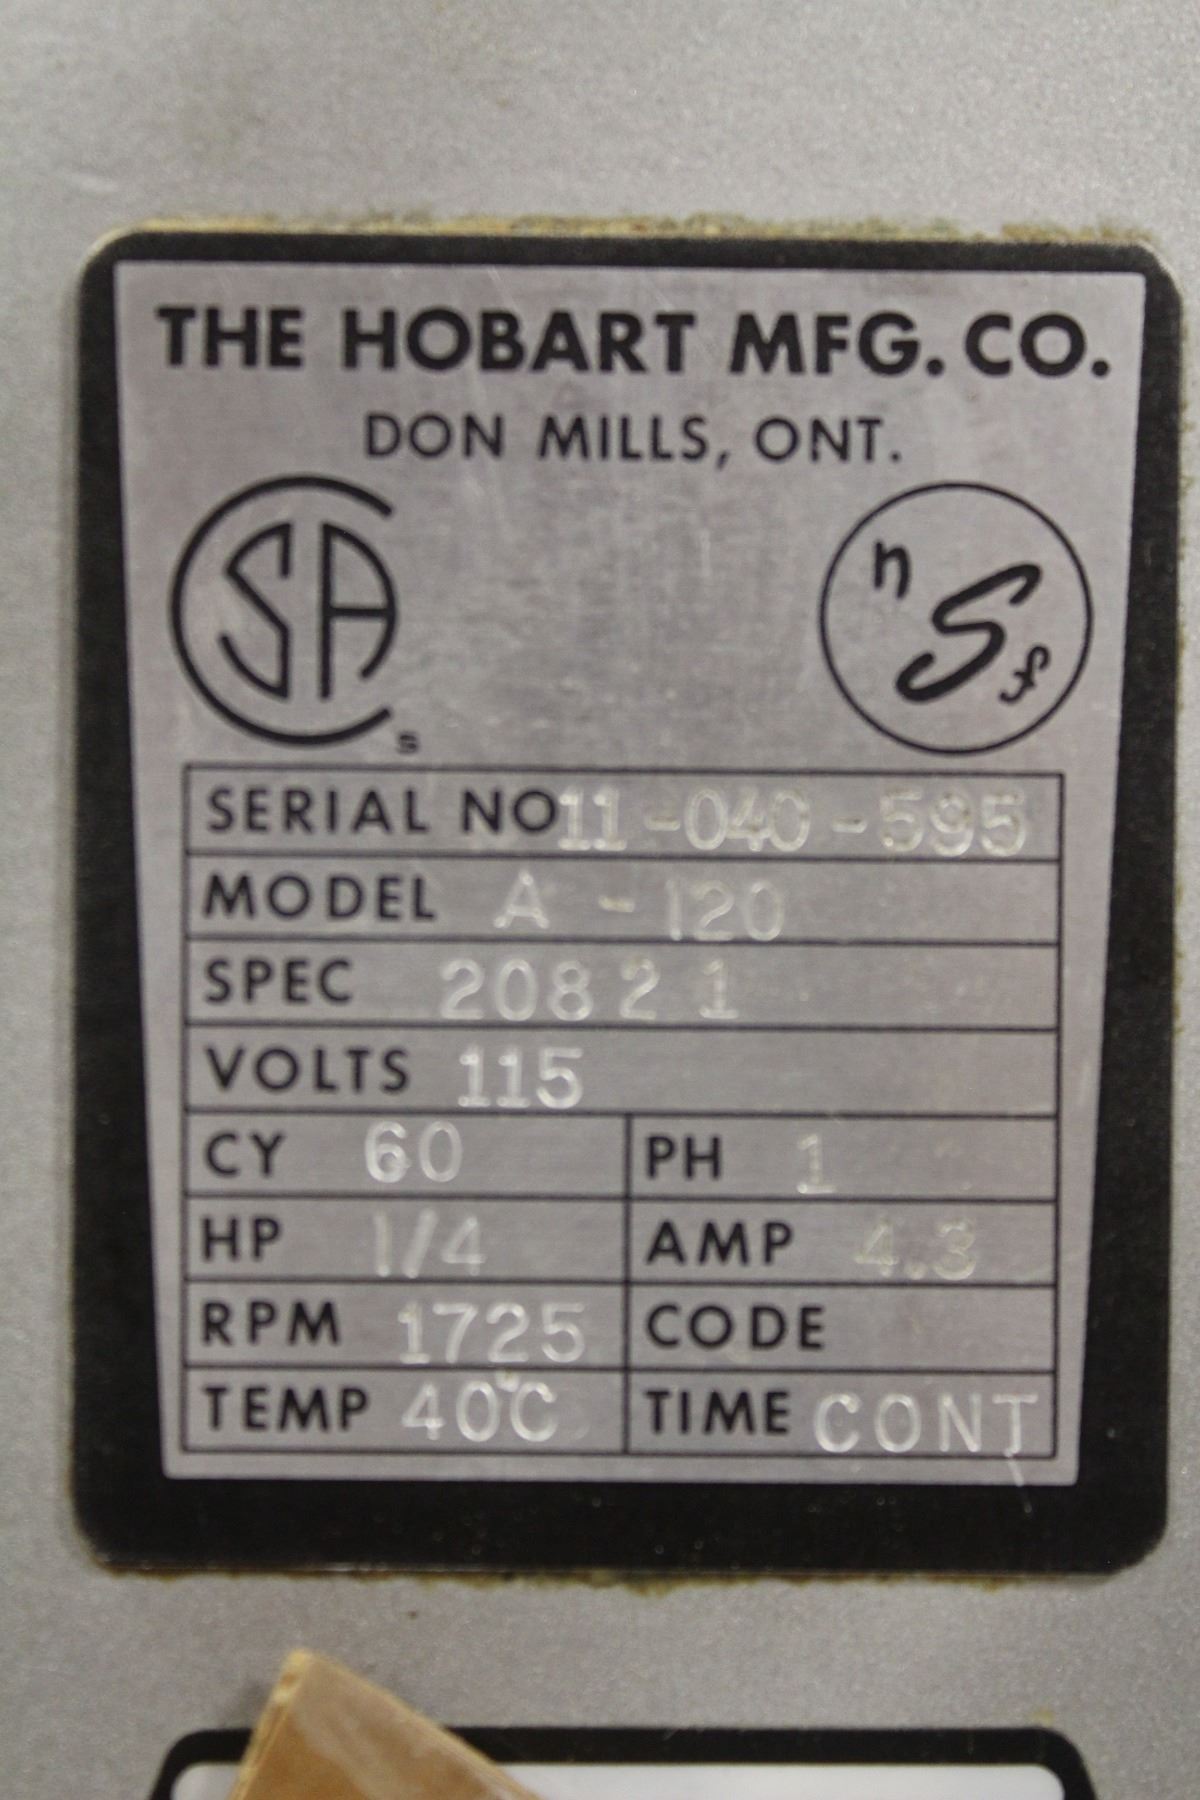 THE HOBART MFG. CO.
DON MILLS, ONT.
SA
s
n S fts
SERIAL NO 11-040-595
MODEL A-120
SPEC 20821
VOLTS 115
CY 60 PH 1
HP 1/4 AMP 4.3
RPM 1725 CODE
TEMP 40°C TIME CONT